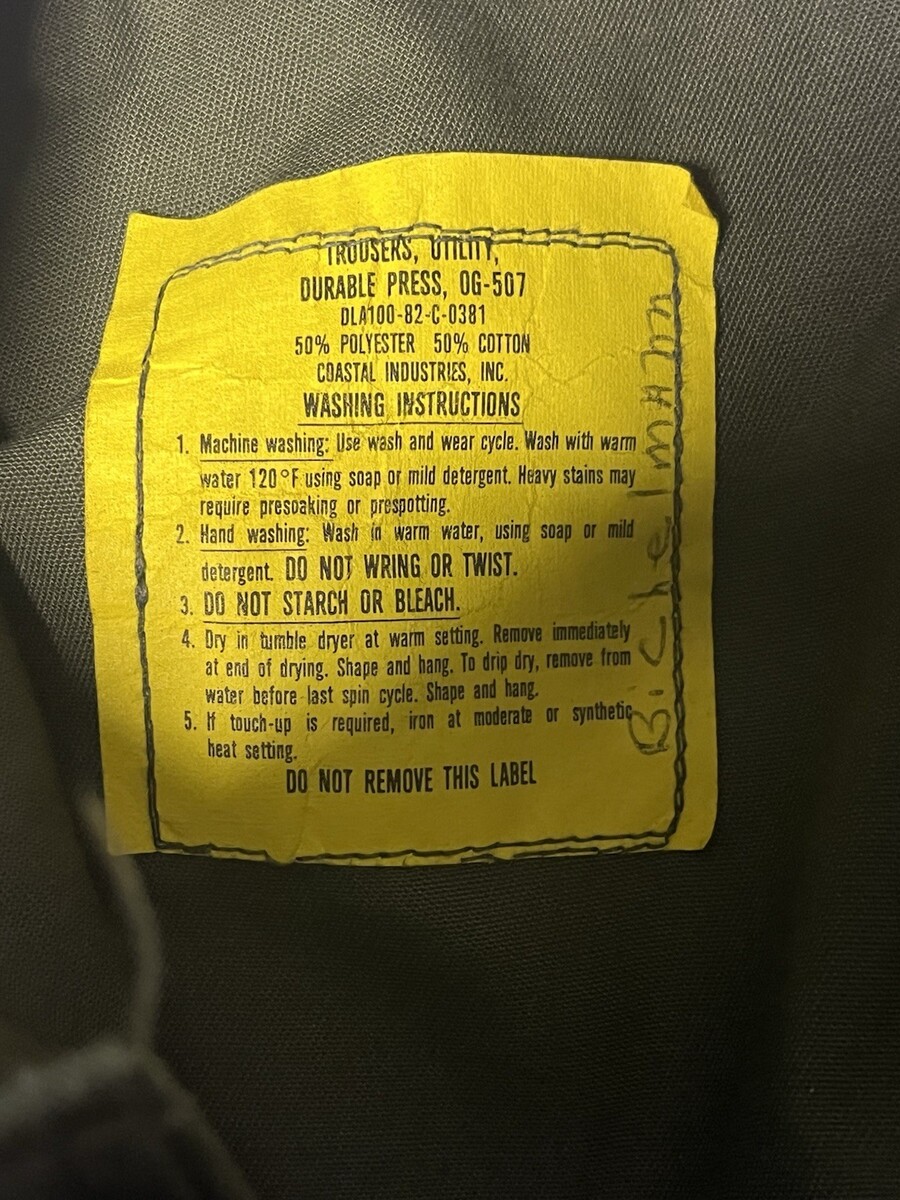 TROUSERS, UTILITY,
DURABLE PRESS, OG-507
DLA100-82-C-0381
50% POLYESTER 50% COTTON
COASTAL INDUSTRIES, INC.
WASHING INSTRUCTIONS
1. Machine washing: Use wash and wear cycle. Wash with warm
water 120°F using soap or mild detergent. Heavy stains may
require presoaking or prespotting.
2. Hand washing: Wash in warm water, using soap or mild
detergent. DO NOT WRING OR TWIST.
3. DO NOT STARCH OR BLEACH.
4. Dry in tumble dryer at warm setting. Remove immediately
at end of drying. Shape and hang. To drip dry, remove from
water before last spin cycle. Shape and hang.
5. If touch-up is required, iron at moderate or synthetic
heat setting.
DO NOT REMOVE THIS LABEL